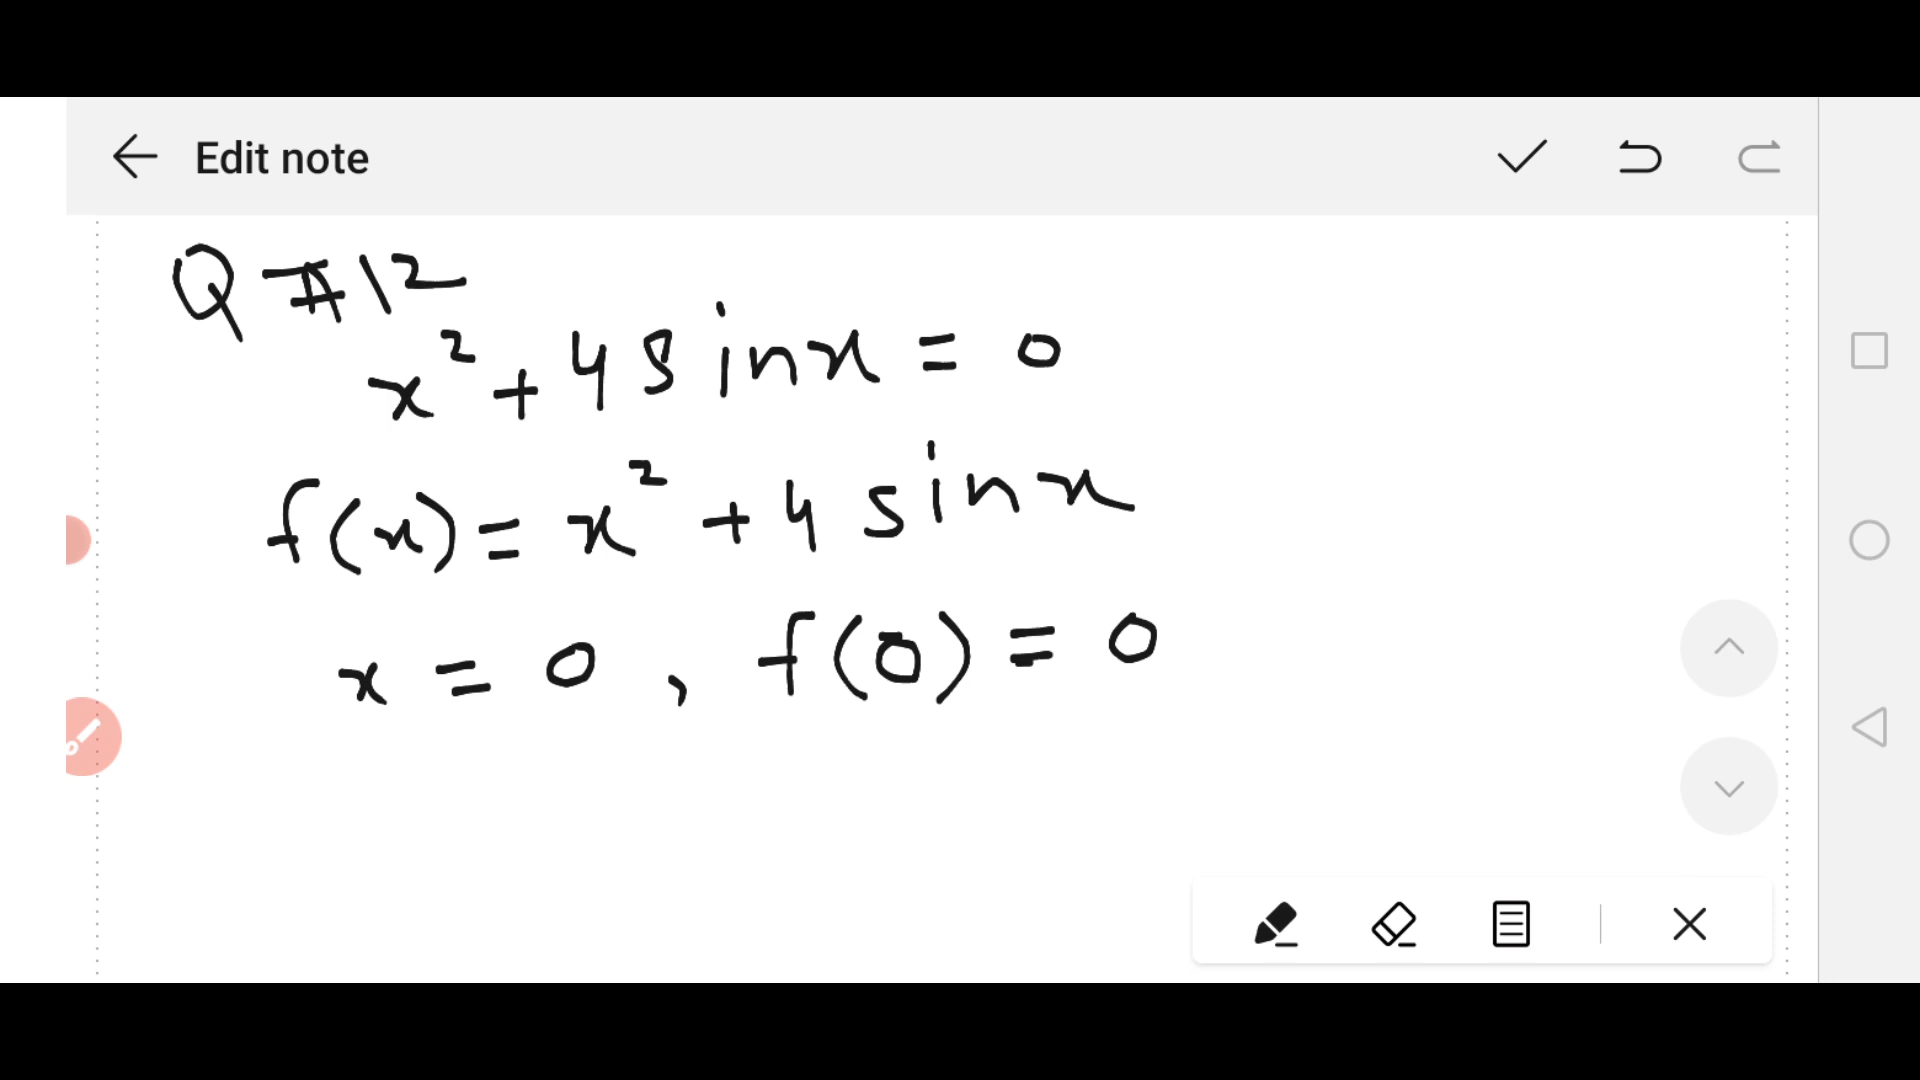 Edit note
Q#12
x² + 4 sin x = 0
f(x) = x² + 4 sin x
x = 0 , f(0) = 0